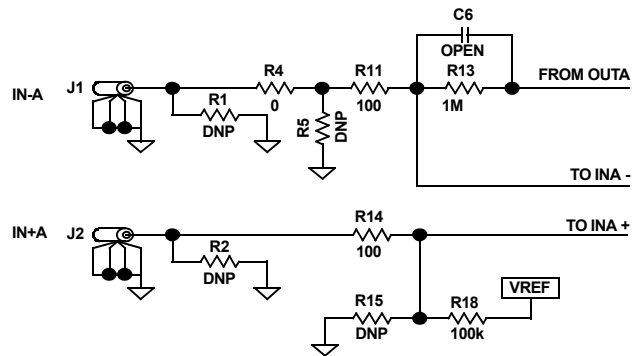 C6
OPEN
IN-A
J1
R4
0
R11
100
R13
1M
FROM OUTA
R1
DNP
R5
DNP
TO INA -
IN+A
J2
R14
100
TO INA +
R2
DNP
VREF
R15
DNP
R18
100k